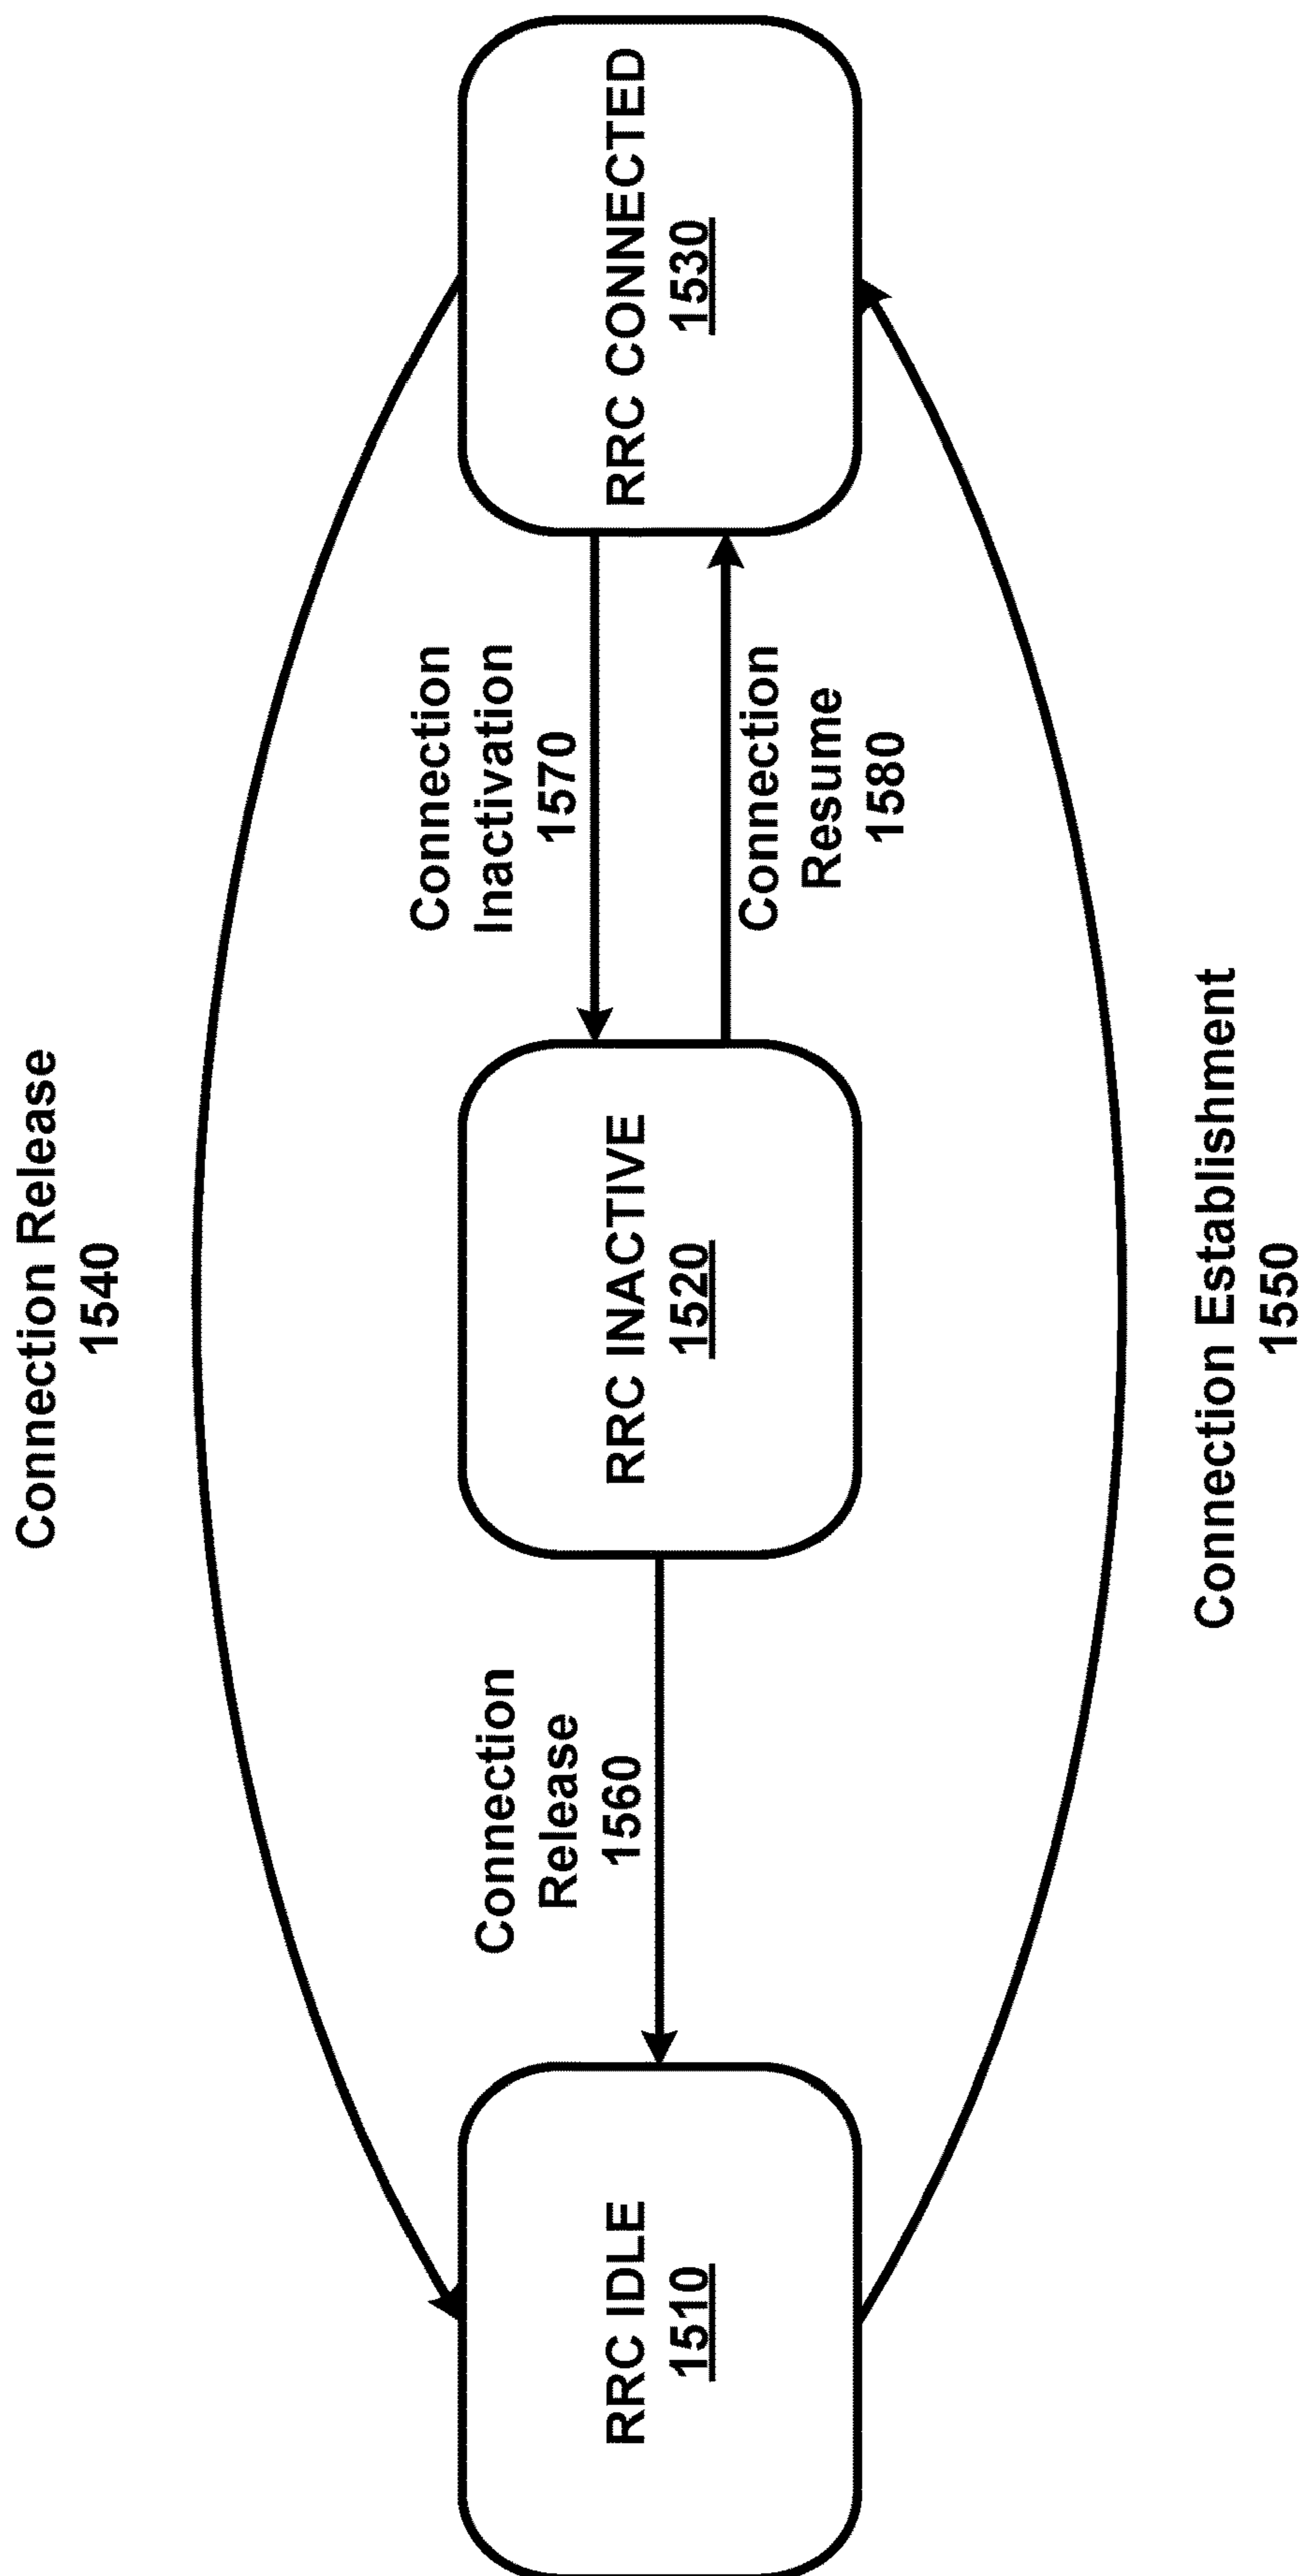 Connection Release
1540
Connection
Inactivation
1570
Connection
Release
1560
RRC IDLE
1510
RRC INACTIVE
1520
RRC CONNECTED
1530
Connection
Resume
1580
Connection Establishment
1550